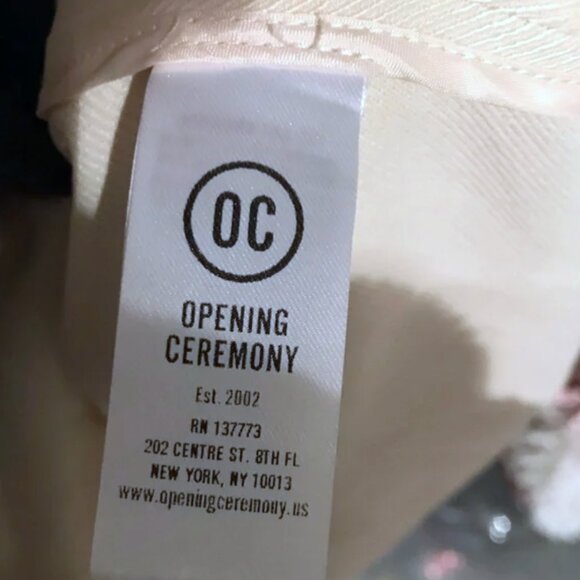 OC
OPENING
CEREMONY
Est. 2002
RN 137773
202 CENTRE ST. 8TH FL
NEW YORK, NY 10013
www.openingceremony.us